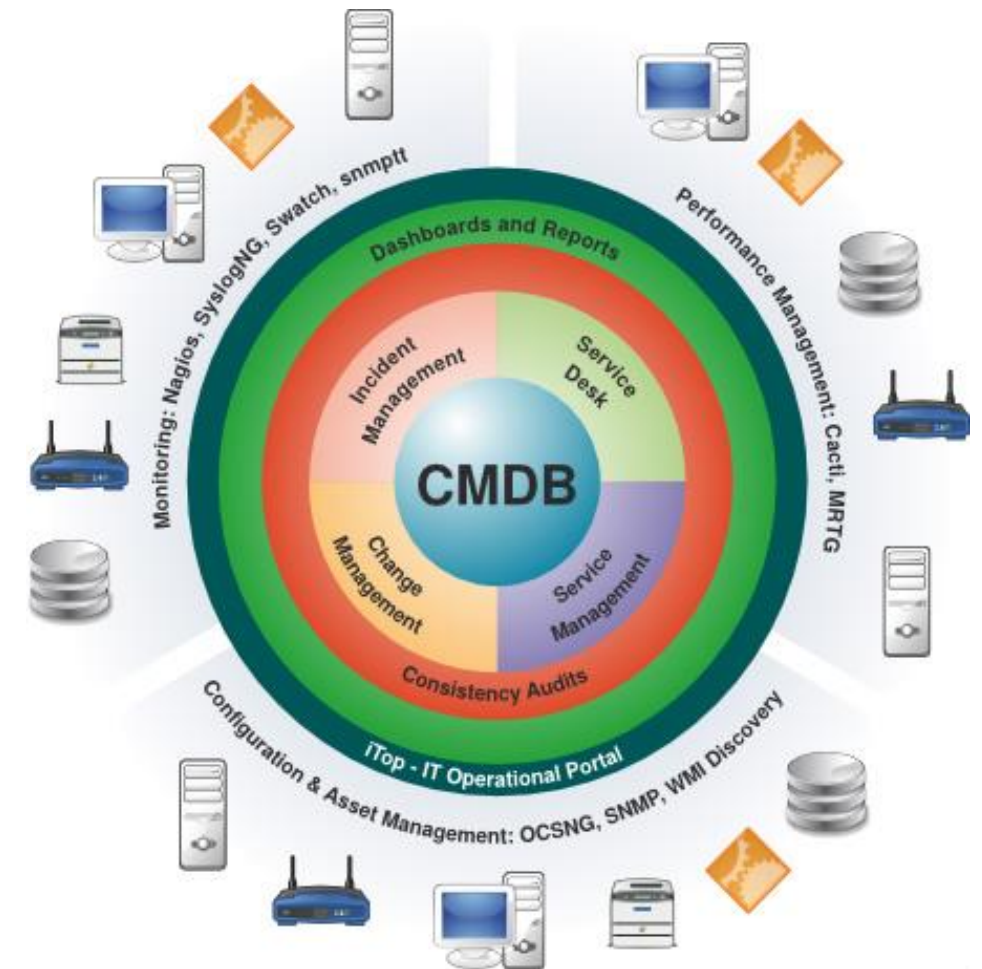 Monitoring: Nagios, SyslogNG, Swatch, snmptt
Performance Management: Cacti, MRTG
Dashboards and Reports
Incident
Management
Service
Desk
CMDB
Change
Management
Service
Management
Consistency Audits
iTop - IT Operational Portal
Configuration & Asset Management: OCSNG, SNMP, WMI Discovery